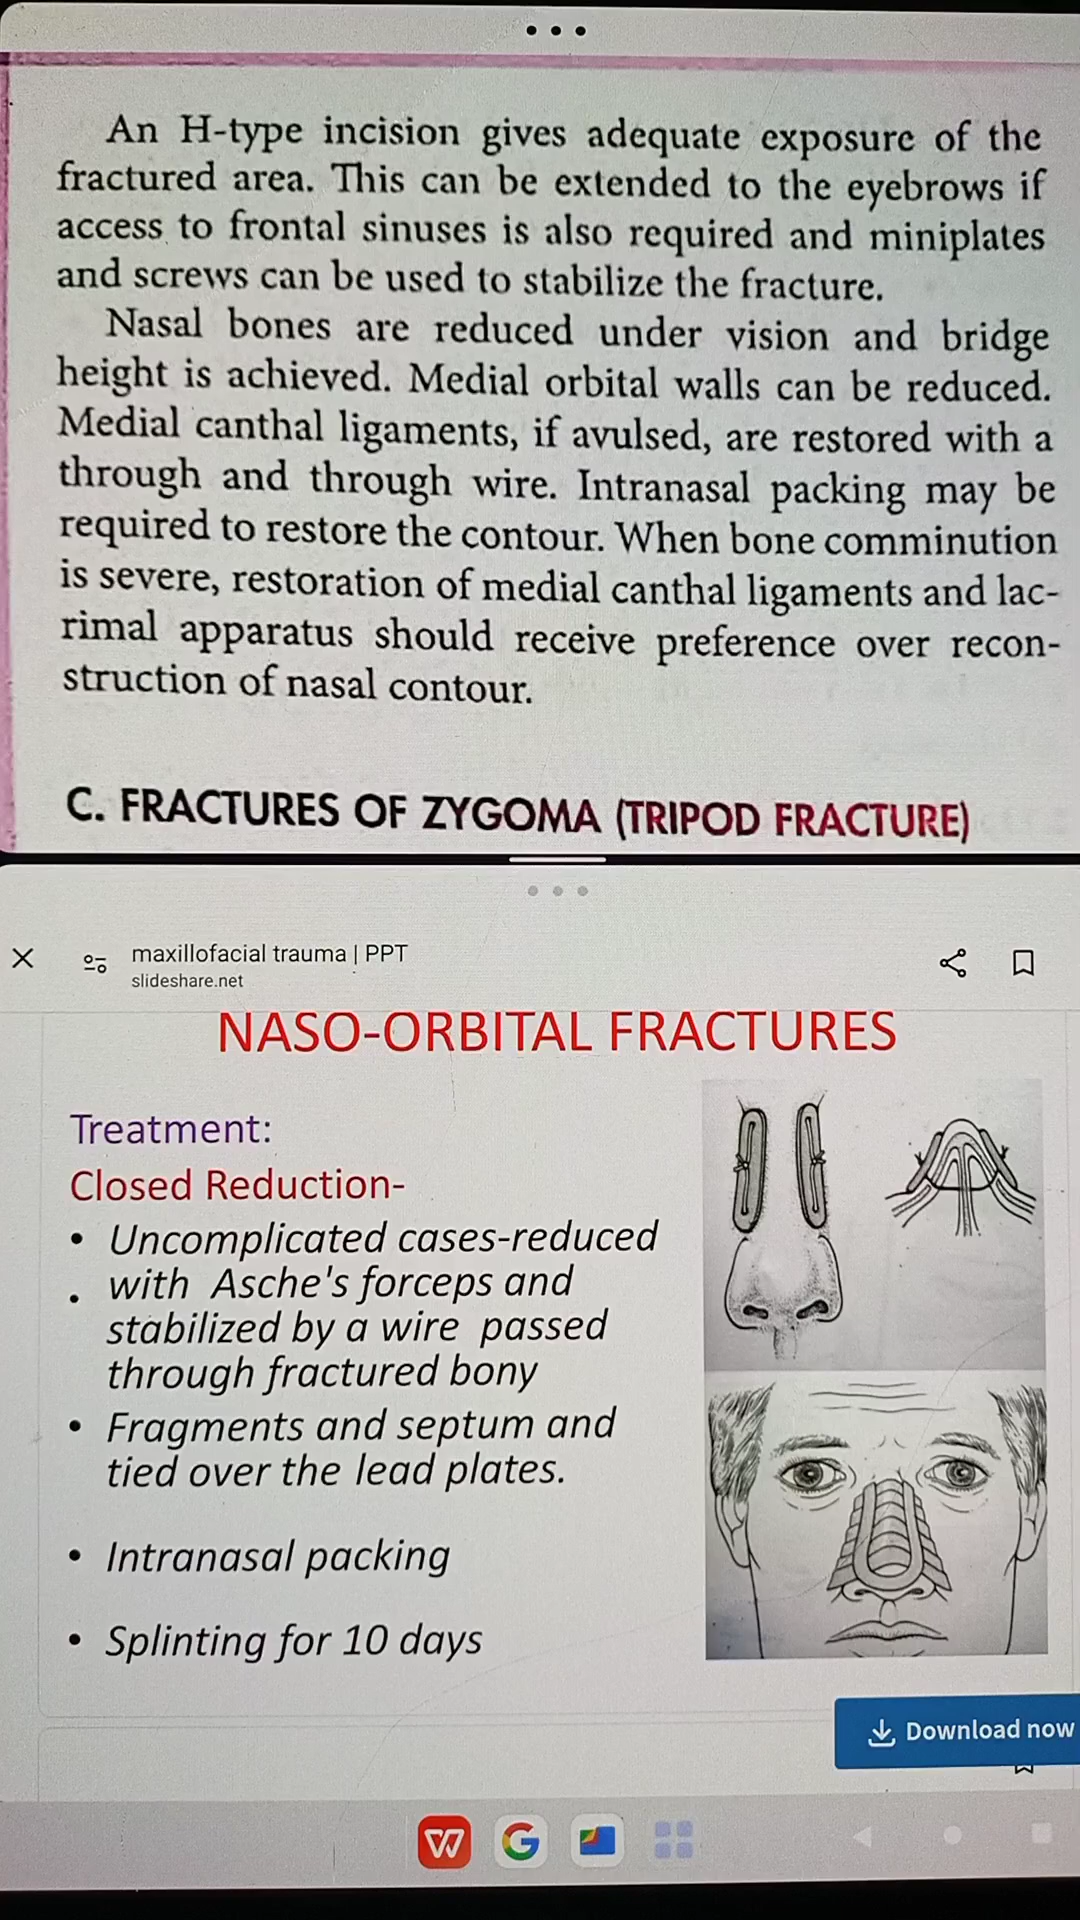 An H-type incision gives adequate exposure of the
fractured area. This can be extended to the eyebrows if
access to frontal sinuses is also required and miniplates
and screws can be used to stabilize the fracture.
Nasal bones are reduced under vision and bridge
height is achieved. Medial orbital walls can be reduced.
Medial canthal ligaments, if avulsed, are restored with a
through and through wire. Intranasal packing may be
required to restore the contour. When bone comminution
is severe, restoration of medial canthal ligaments and lac-
rimal apparatus should receive preference over recon-
struction of nasal contour.
C. FRACTURES OF ZYGOMA (TRIPOD FRACTURE)
maxillofacial trauma | PPT
slideshare.net
NASO-ORBITAL FRACTURES
Treatment:
Closed Reduction-
• Uncomplicated cases-reduced
• with Asche's forceps and
stabilized by a wire passed
through fractured bony
• Fragments and septum and
tied over the lead plates.
• Intranasal packing
• Splinting for 10 days
Download now